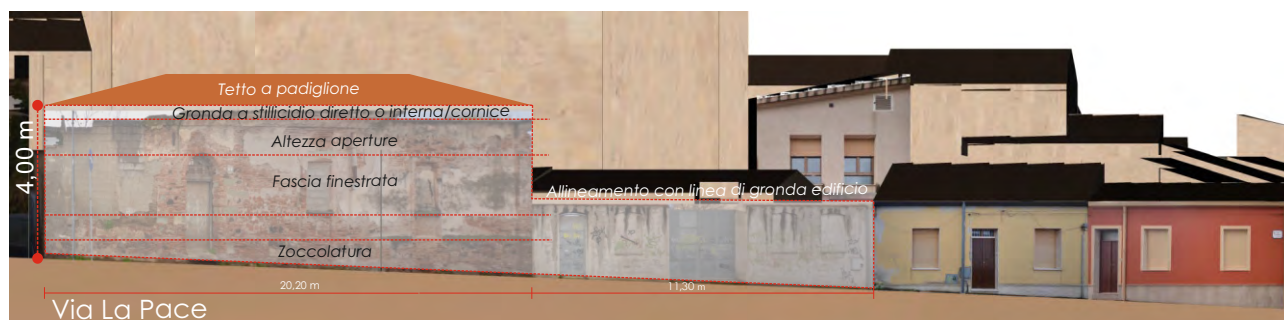 Tetto a padiglione
Gronda a stillicidio diretto o interna/cornice
Altezza aperture
Fascia finestrata
Zoccolatura
4,00 m
Allineamento con linea di gronda edificio
20,20 m
11,30 m
Via La Pace